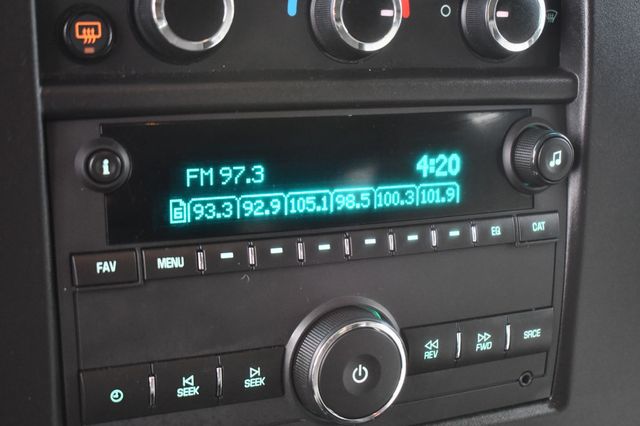 i
FM 97.3 4:20
6 93.3 92.9 105.1 98.5 100.3 101.9
FAV MENU EQ CAT
SEEK SEEK REV FWD SRCE